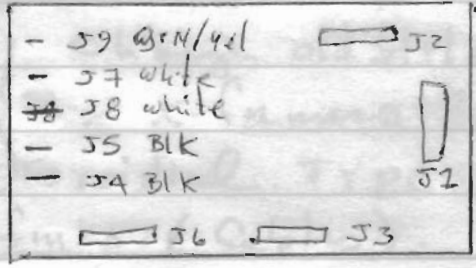 - J9 GRN/Yel
J2
- J7 white
J8 white
- J5 BLK
- J4 BLK
J1
J6
J3